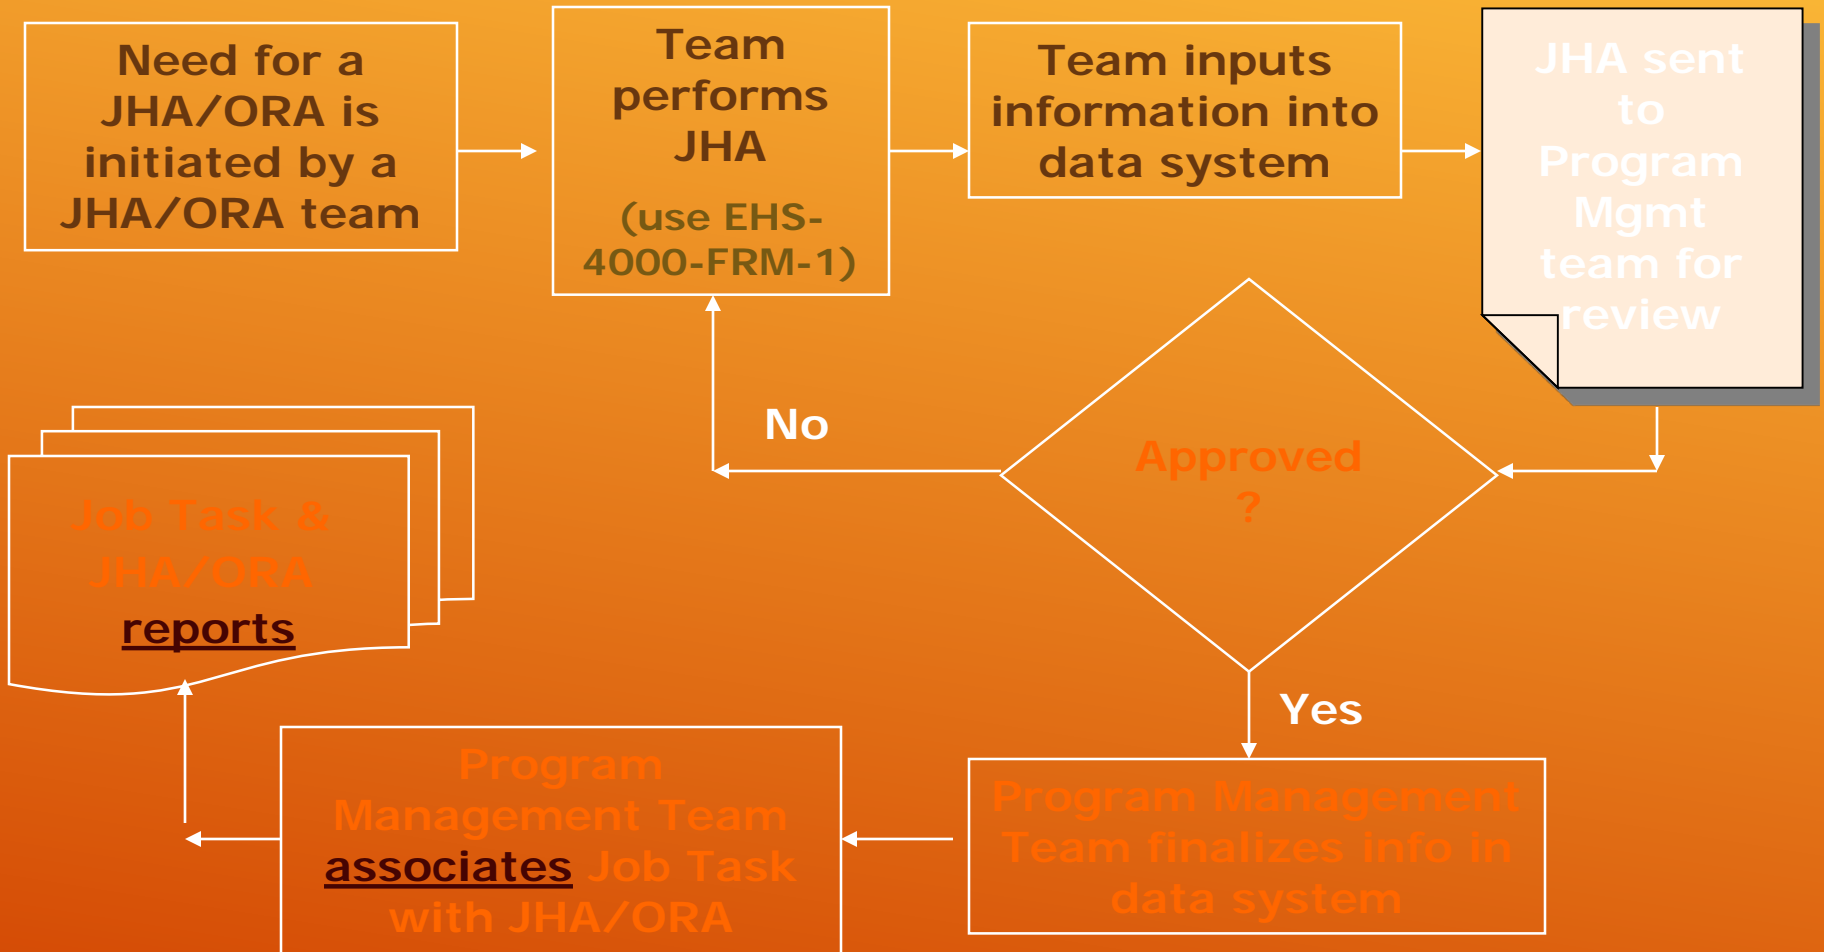 Need for a
JHA/ORA is
initiated by a
JHA/ORA team
Team
performs
JHA
(use EHS-
4000-FRM-1)
Team inputs
information into
data system
JHA sent
to
Program
Mgmt
team for
review
Approved
?
No
Yes
Program Management
Team finalizes info in
data system
Program
Management Team
associates Job Task
with JHA/ORA
Job Task &
JHA/ORA
reports